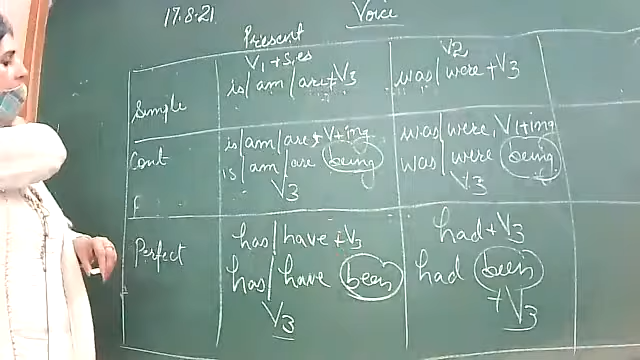 17.8.21
Voice
Present
V1 + s, es
is/am/are+V3
V2
was/were + V3
Simple
is/am/are + V1+ing
is/am/are being
V3
was/were, V1+ing
was/were being
V3
Cont
Perfect
has/have + V3
has/have been
V3
had + V3
had been
+ V3